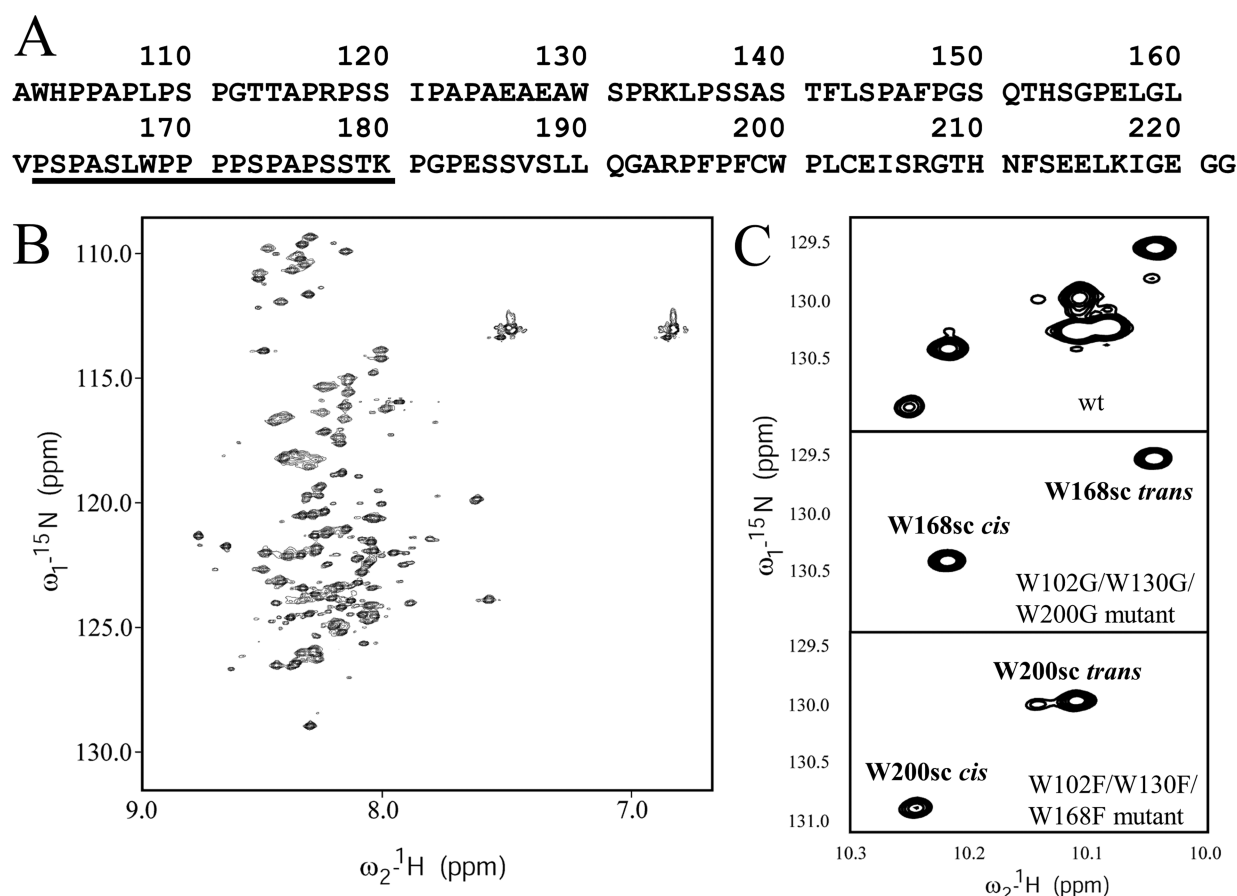 A
110 120 130 140 150 160
AWHPPAPLPS PGTTAPRPSS IPAPAEAEAW SPRKLPSSAS TFLSPAFPGS QTHSGPELGL
170 180 190 200 210 220
VPSPASLWPP PPSPAPSSTK PGPESSVSLL QGARPFPFCW PLCEISRGTH NFSEELKIGE GG
B
110.0
115.0
120.0
125.0
130.0
ω1-15N (ppm)
9.0 8.0 7.0
ω2-1H (ppm)
C
129.5
130.0
130.5
wt
129.5
W168sc trans
130.0
W168sc cis
130.5
W102G/W130G/
W200G mutant
129.5
W200sc trans
130.0
130.5
W200sc cis
W102F/W130F/
W168F mutant
131.0
ω1-15N (ppm)
10.3 10.2 10.1 10.0
ω2-1H (ppm)